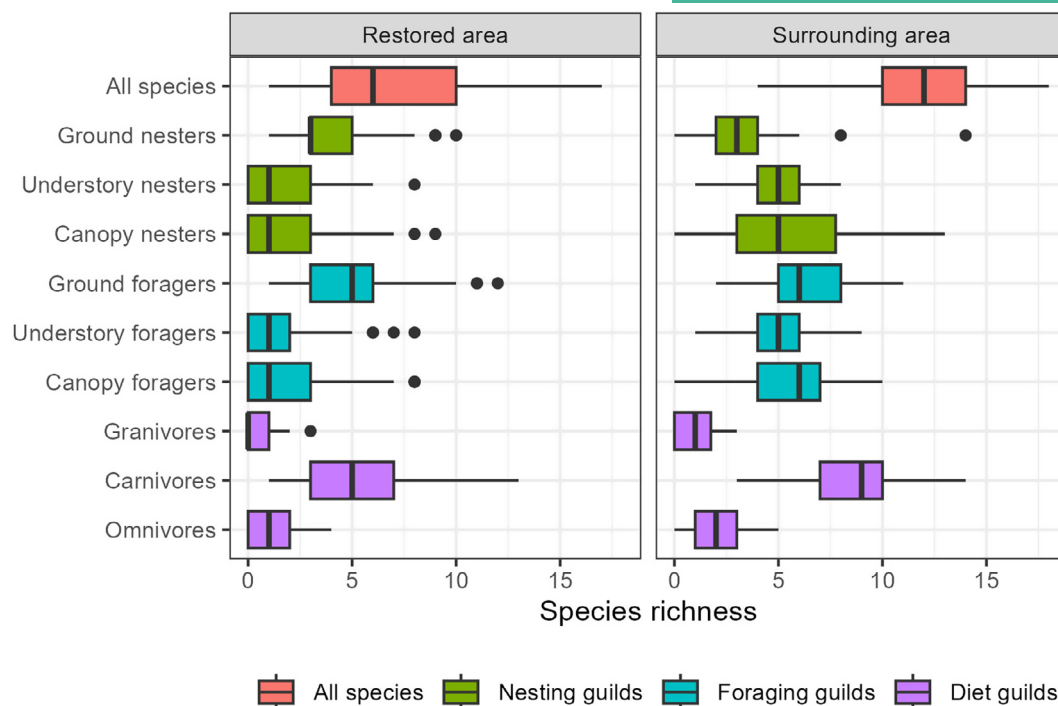 Restored area
Surrounding area
All species
Ground nesters
Understory nesters
Canopy nesters
Ground foragers
Understory foragers
Canopy foragers
Granivores
Carnivores
Omnivores
0 5 10 15
0 5 10 15
Species richness
All species Nesting guilds Foraging guilds Diet guilds